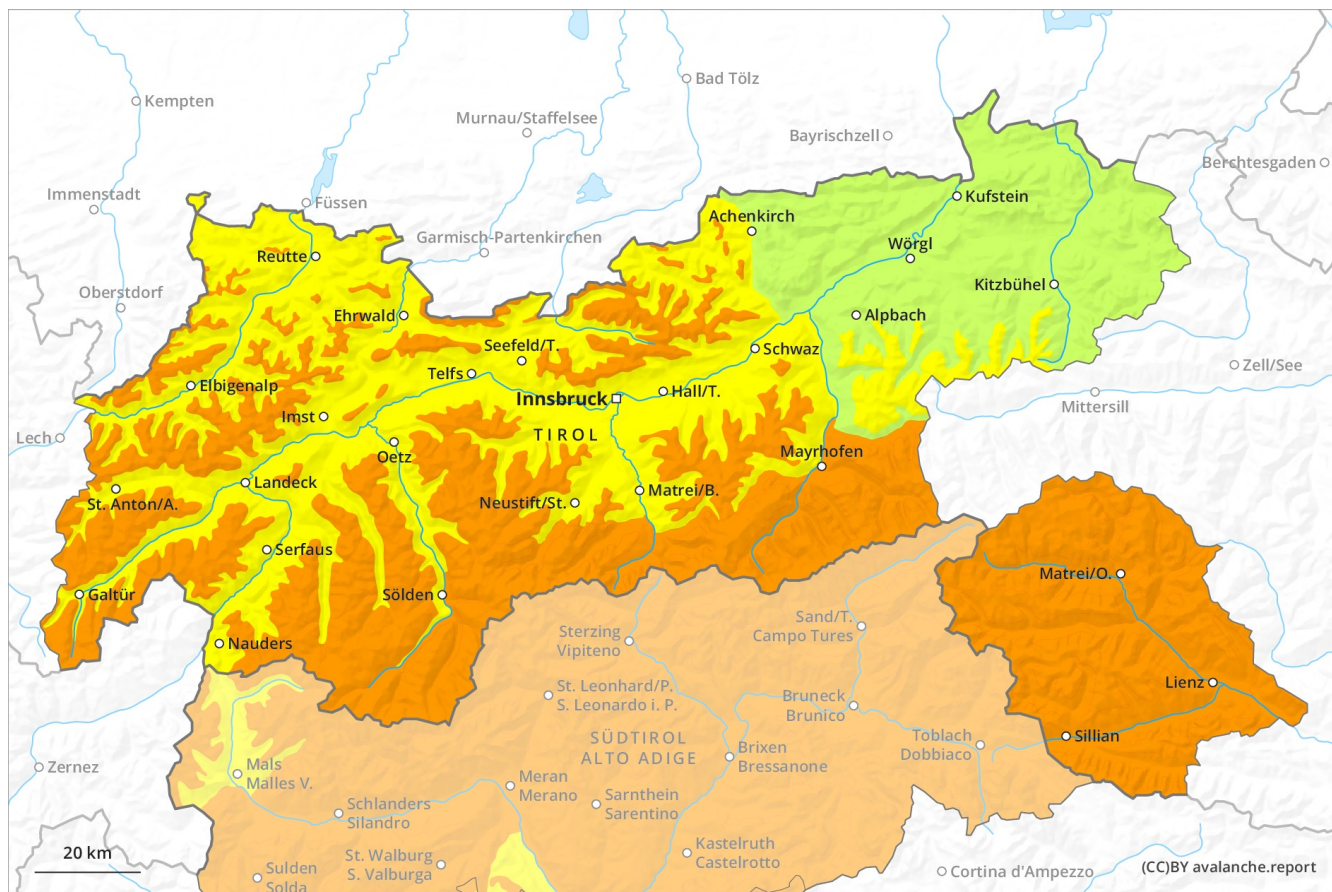 Bad Tölz
Kempten
Murnau/Staffelsee
Bayrischzell
Berchtesgaden
Immenstadt
Füssen
Kufstein
Achenkirch
Garmisch-Partenkirchen
Wörgl
Reutte
Kitzbühel
Oberstdorf
Ehrwald
Alpbach
Seefeld/T.
Schwaz
Zell/See
Telfs
Elbigenalp
Hall/T.
Innsbruck
Mittersill
Imst
TIROL
Lech
Mayrhofen
Oetz
Landeck
Matrei/B.
St. Anton/A.
Neustift/St.
Serfaus
Matrei/O.
Galtür
Sölden
Sand/T.
Campo Tures
Sterzing
Vipiteno
Nauders
Lienz
St. Leonhard/P.
S. Leonardo i. P.
Bruneck
Brunico
Sillian
SÜDTIROL
ALTO ADIGE
Toblach
Dobbiaco
Brixen
Bressanone
Zernez
Mals
Malles V.
Meran
Merano
Sarnthein
Sarentino
Schlanders
Silandro
Kastelruth
Castelrotto
20 km
St. Walburg
S. Valburga
Sulden
Solda
Cortina d'Ampezzo
(CC)BY avalanche.report